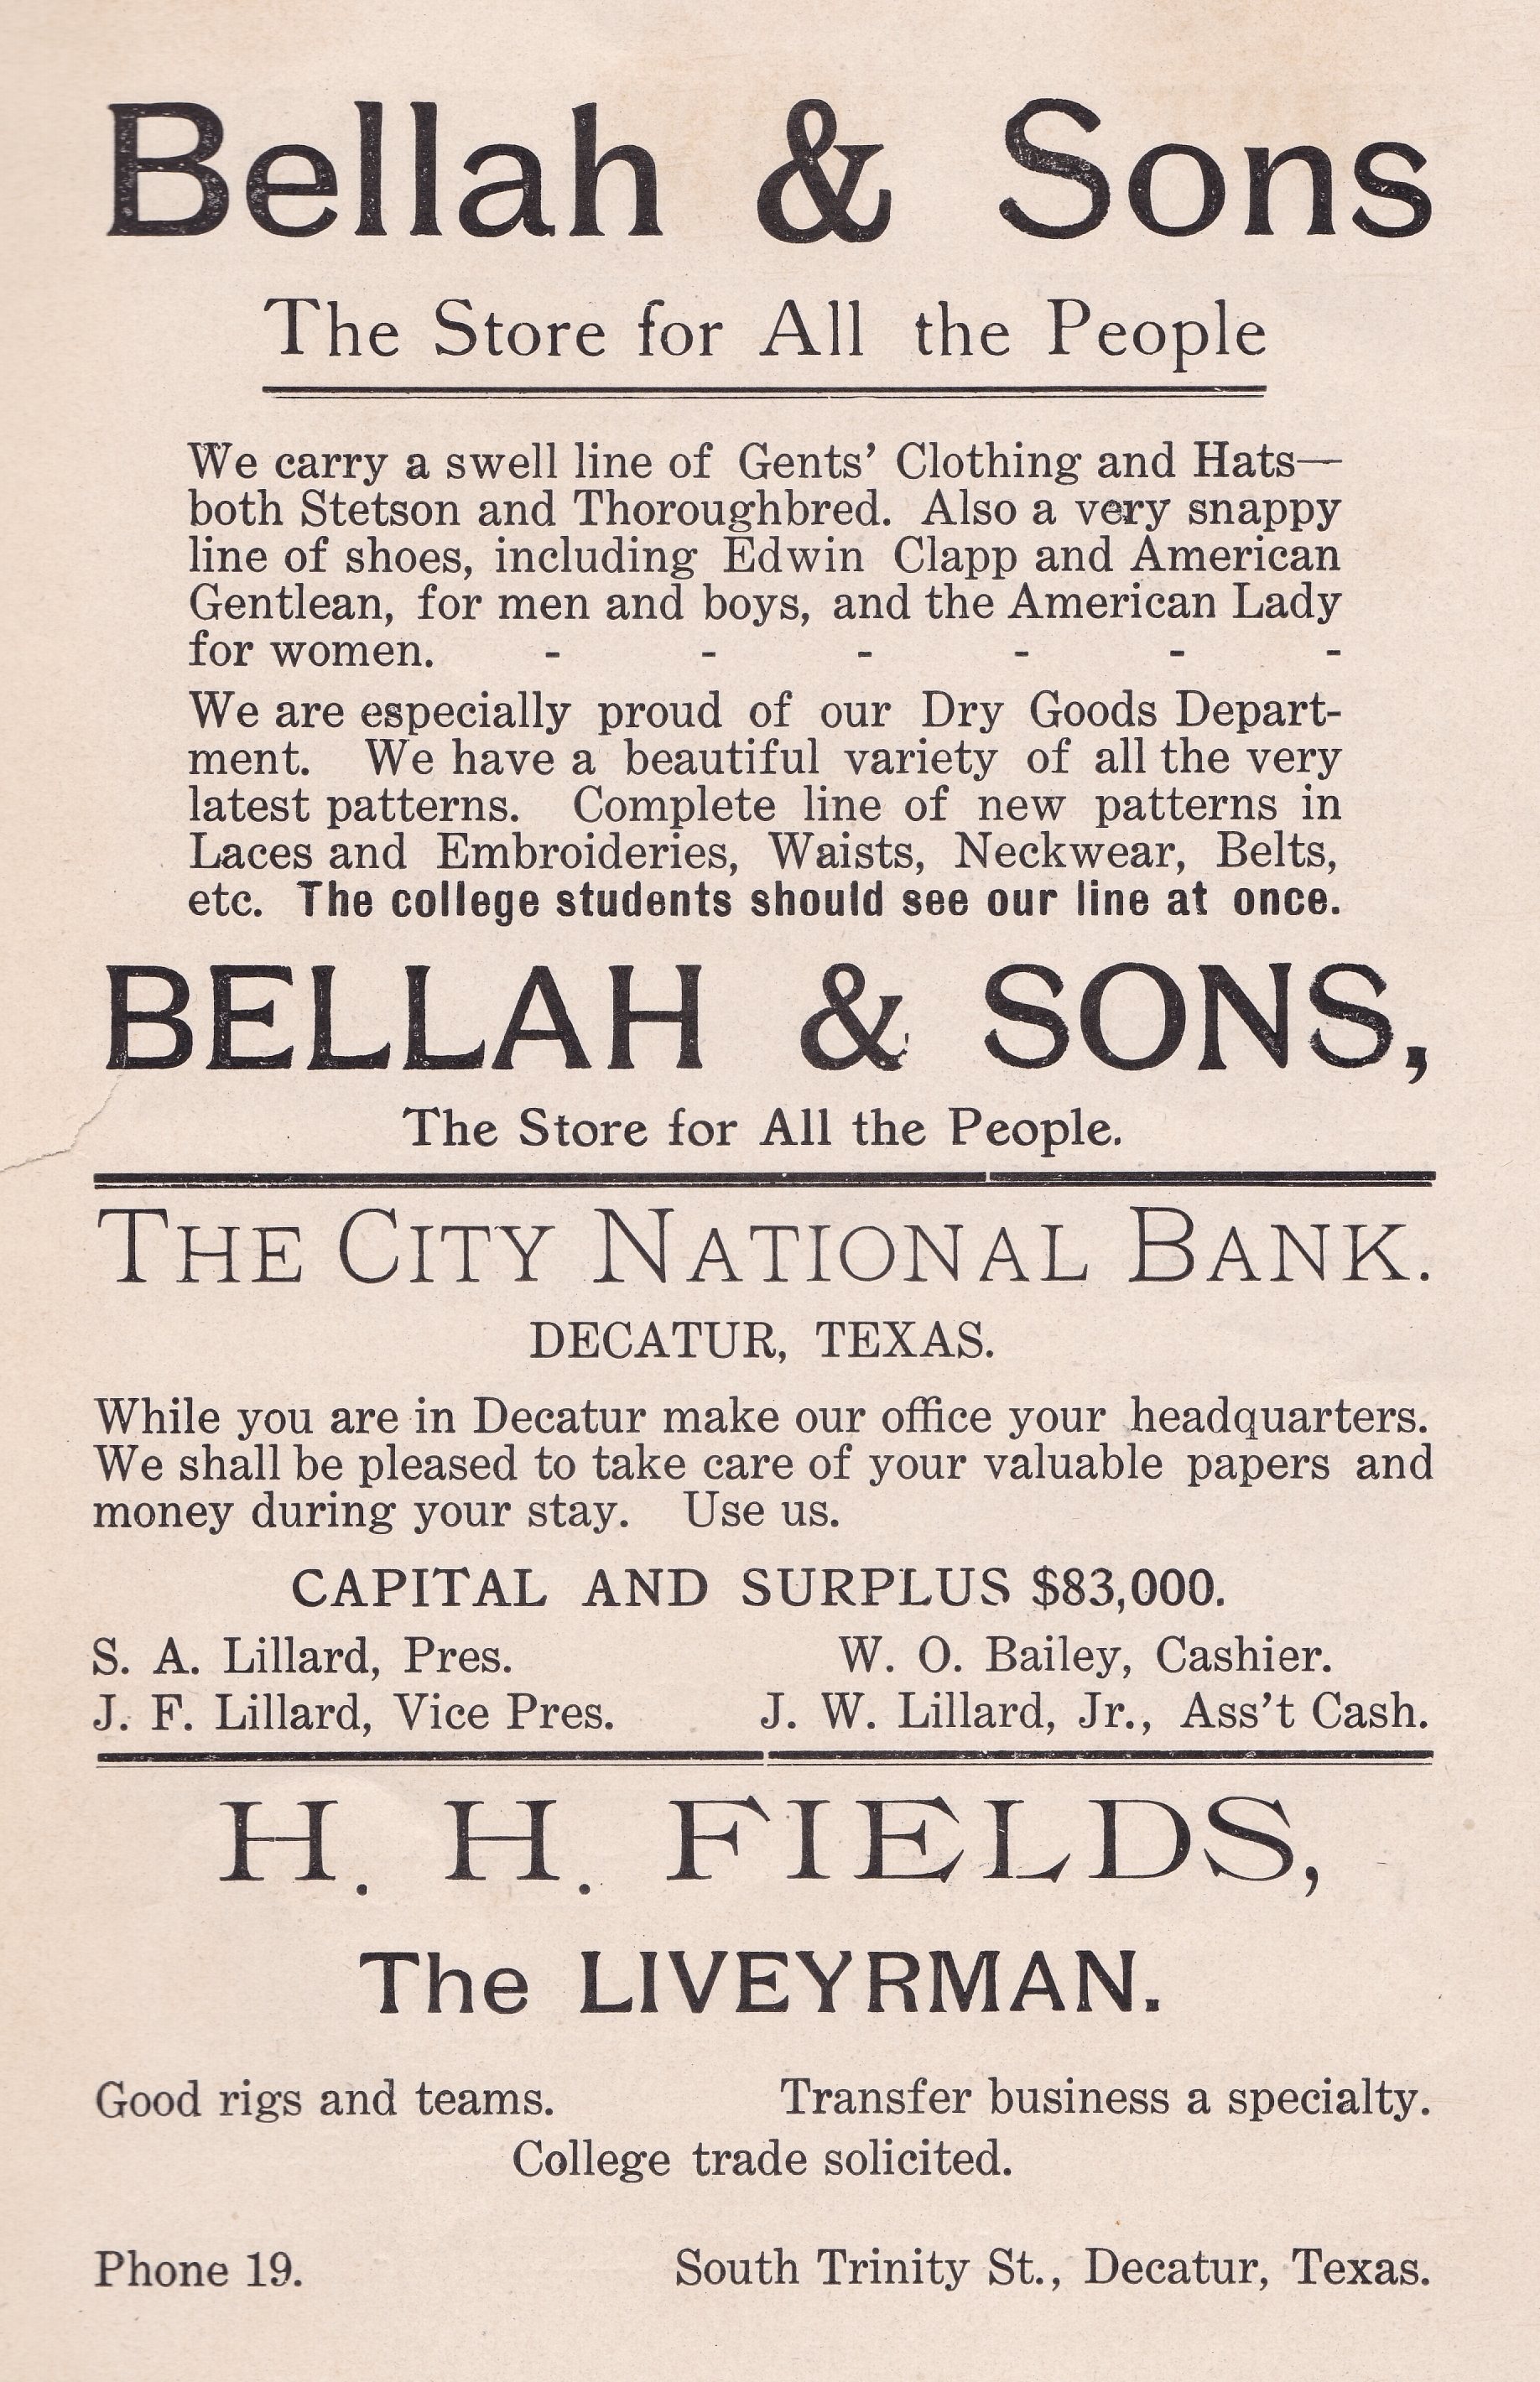 Bellah & Sons
The Store for All the People
We carry a swell line of Gents' Clothing and Hats—
both Stetson and Thoroughbred. Also a very snappy
line of shoes, including Edwin Clapp and American
Gentlean, for men and boys, and the American Lady
for women. - - - - - -
We are especially proud of our Dry Goods Depart-
ment. We have a beautiful variety of all the very
latest patterns. Complete line of new patterns in
Laces and Embroideries, Waists, Neckwear, Belts,
etc. The college students should see our line at once.
BELLAH & SONS,
The Store for All the People.
THE CITY NATIONAL BANK.
DECATUR, TEXAS.
While you are in Decatur make our office your headquarters.
We shall be pleased to take care of your valuable papers and
money during your stay. Use us.
CAPITAL AND SURPLUS $83,000.
S. A. Lillard, Pres. W. O. Bailey, Cashier.
J. F. Lillard, Vice Pres. J. W. Lillard, Jr., Ass't Cash.
H. H. FIELDS,
The LIVEYRMAN.
Good rigs and teams. Transfer business a specialty.
College trade solicited.
Phone 19. South Trinity St., Decatur, Texas.